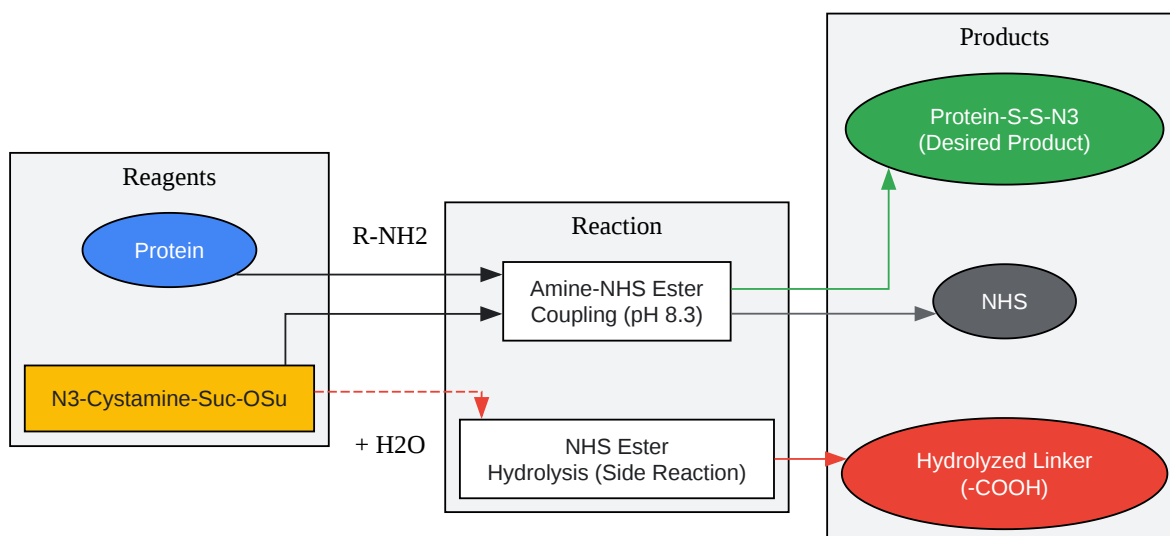 Products
Protein-S-S-N3
(Desired Product)
Reagents
Reaction
R-NH2
Protein
Amine-NHS Ester
Coupling (pH 8.3)
NHS
N3-Cystamine-Suc-OSu
+ H2O
NHS Ester
Hydrolysis (Side Reaction)
Hydrolyzed Linker
(-COOH)